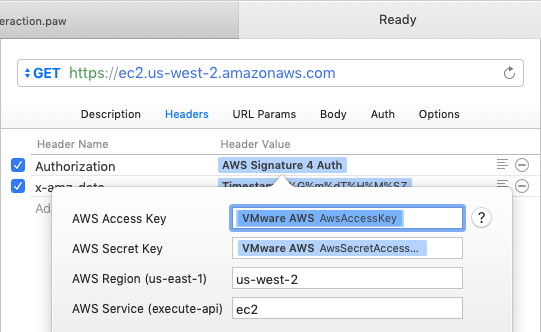 eraction.paw
Ready
GET https://ec2.us-west-2.amazonaws.com
Description Headers URL Params Body Auth Options
Header Name Header Value
Authorization AWS Signature 4 Auth
x-amz-date Timestamp %G%m%dT%H%M%SZ
Ad
AWS Access Key VMware AWS AwsAccessKey ?
AWS Secret Key VMware AWS AwsSecretAccess...
AWS Region (us-east-1) us-west-2
AWS Service (execute-api) ec2